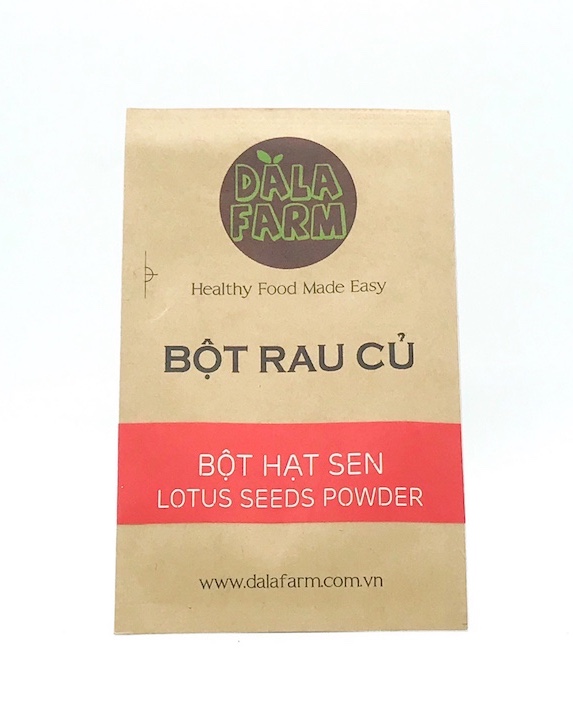 DALA
FARM
Healthy Food Made Easy
BỘT RAU CỦ
BỘT HẠT SEN
LOTUS SEEDS POWDER
www.dalafarm.com.vn